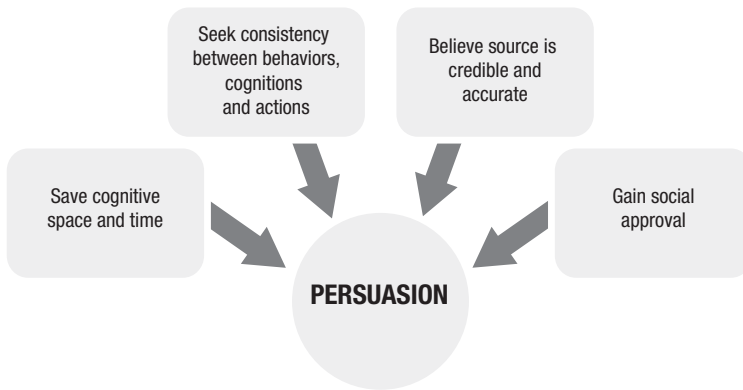 Seek consistency
between behaviors,
cognitions
and actions
Believe source is
credible and
accurate
Save cognitive
space and time
Gain social
approval
PERSUASION